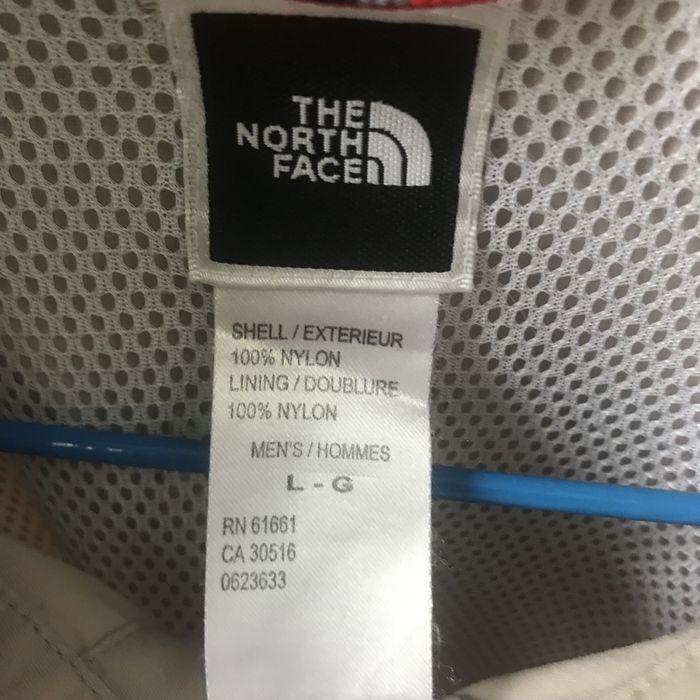 THE
NORTH
FACE
SHELL / EXTERIEUR
100% NYLON
LINING / DOUBLURE
100% NYLON
MEN'S / HOMMES
L - G
RN 61661
CA 30516
0623633